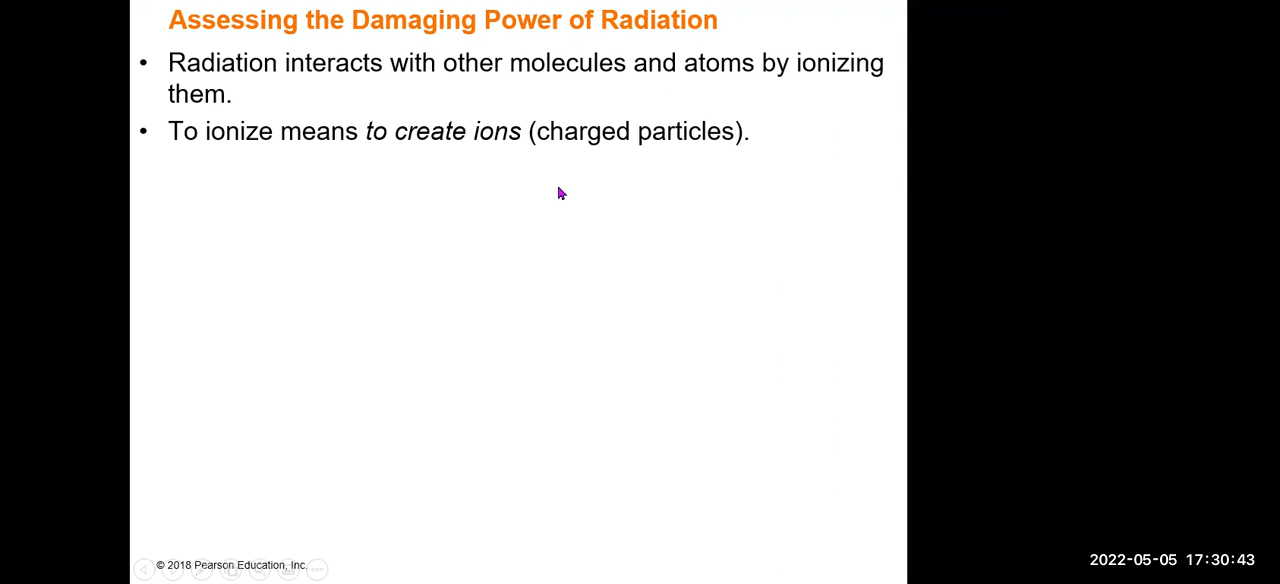 Assessing the Damaging Power of Radiation
• Radiation interacts with other molecules and atoms by ionizing
them.
• To ionize means to create ions (charged particles).
© 2018 Pearson Education, Inc.
2022-05-05 17:30:43